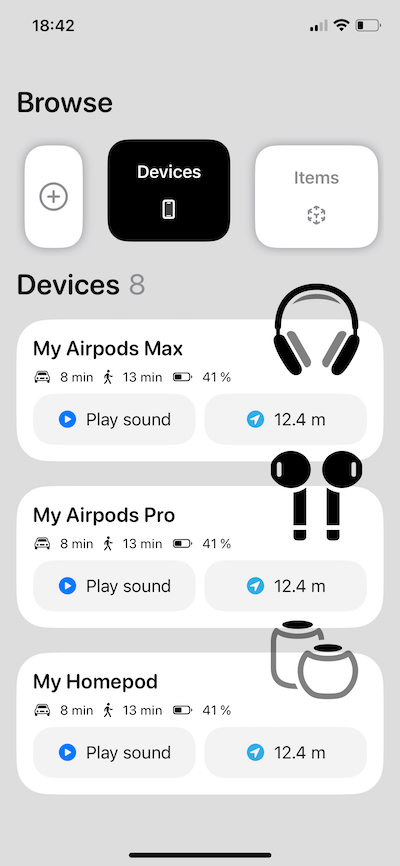 18:42
Browse
Devices
Items
Devices 8
My Airpods Max
8 min 13 min 41 %
Play sound 12.4 m
My Airpods Pro
8 min 13 min 41 %
Play sound 12.4 m
My Homepod
8 min 13 min 41 %
Play sound 12.4 m